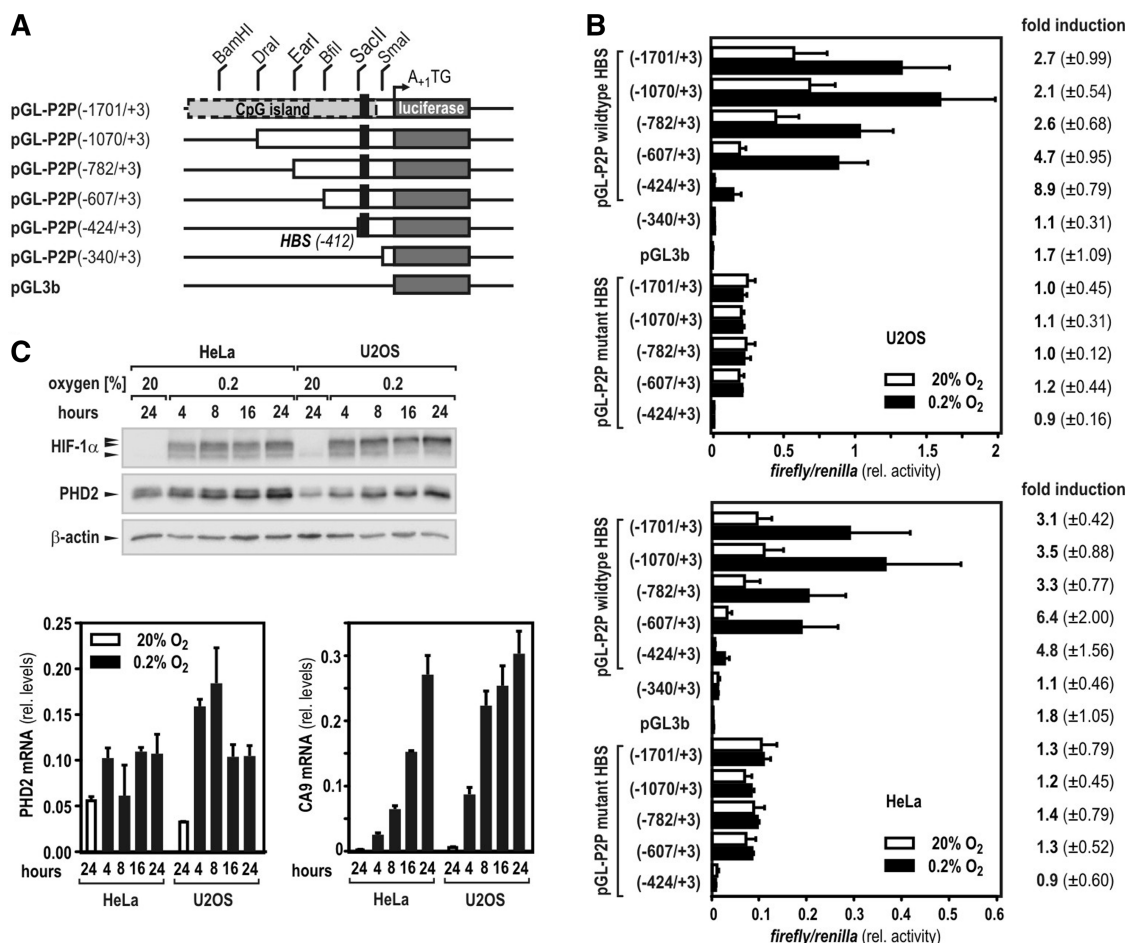 A
BamHI DraI EarI BfiI SacII SmaI
A+1TG
pGL-P2P(-1701/+3) CpG island luciferase
pGL-P2P(-1070/+3)
pGL-P2P(-782/+3)
pGL-P2P(-607/+3)
pGL-P2P(-424/+3)
HBS (-412)
pGL-P2P(-340/+3)
pGL3b
B
fold induction
pGL-P2P wildtype HBS
(-1701/+3) 2.7 (±0.99)
(-1070/+3) 2.1 (±0.54)
(-782/+3) 2.6 (±0.68)
(-607/+3) 4.7 (±0.95)
(-424/+3) 8.9 (±0.79)
(-340/+3) 1.1 (±0.31)
pGL3b 1.7 (±1.09)
pGL-P2P mutant HBS
(-1701/+3) 1.0 (±0.45)
(-1070/+3) 1.1 (±0.31)
(-782/+3) 1.0 (±0.12)
(-607/+3) 1.2 (±0.44)
(-424/+3) 0.9 (±0.16)
U2OS
20% O2
0.2% O2
0 0.5 1 1.5 2
firefly/renilla (rel. activity)
fold induction
pGL-P2P wildtype HBS
(-1701/+3) 3.1 (±0.42)
(-1070/+3) 3.5 (±0.88)
(-782/+3) 3.3 (±0.77)
(-607/+3) 6.4 (±2.00)
(-424/+3) 4.8 (±1.56)
(-340/+3) 1.1 (±0.46)
pGL3b 1.8 (±1.05)
pGL-P2P mutant HBS
(-1701/+3) 1.3 (±0.79)
(-1070/+3) 1.2 (±0.45)
(-782/+3) 1.4 (±0.79)
(-607/+3) 1.3 (±0.52)
(-424/+3) 0.9 (±0.60)
HeLa
20% O2
0.2% O2
0 0.1 0.2 0.3 0.4 0.5 0.6
firefly/renilla (rel. activity)
C
HeLa U2OS
oxygen [%] 20 0.2 20 0.2
hours 24 4 8 16 24 24 4 8 16 24
HIF-1α
PHD2
β-actin
PHD2 mRNA (rel. levels)
0.25
0.20
0.15
0.10
0.05
0.00
20% O2
0.2% O2
hours 24 4 8 16 24 24 4 8 16 24
HeLa U2OS
CA9 mRNA (rel. levels)
0.3
0.2
0.1
0
hours 24 4 8 16 24 24 4 8 16 24
HeLa U2OS